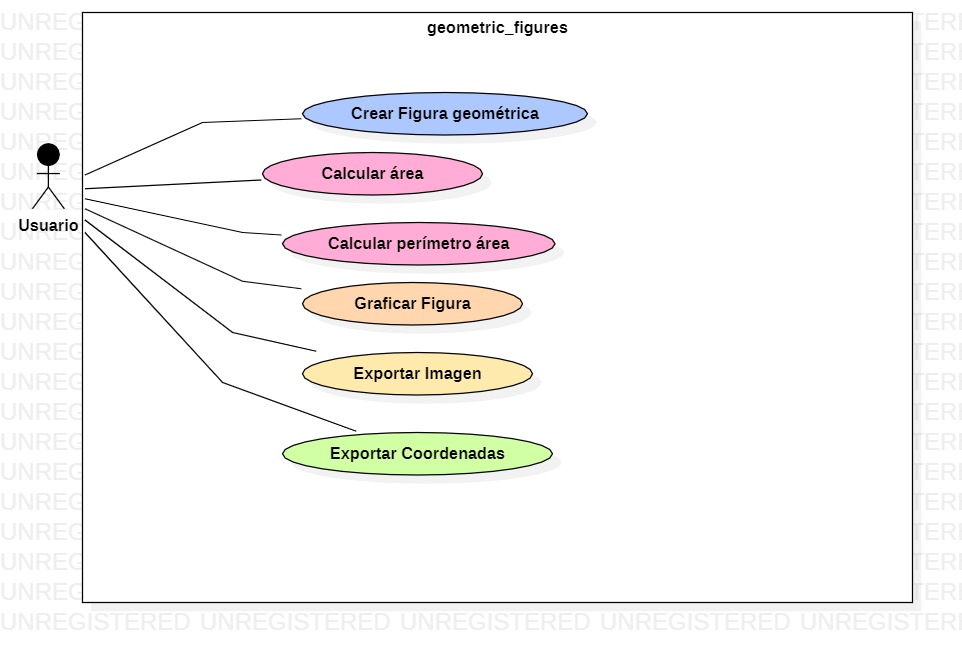 geometric_figures
Crear Figura geométrica
Calcular área
Usuario
Calcular perímetro área
Graficar Figura
Exportar Imagen
Exportar Coordenadas
UNREGISTERED UNREGISTERED UNREGISTERED UNREGISTERED